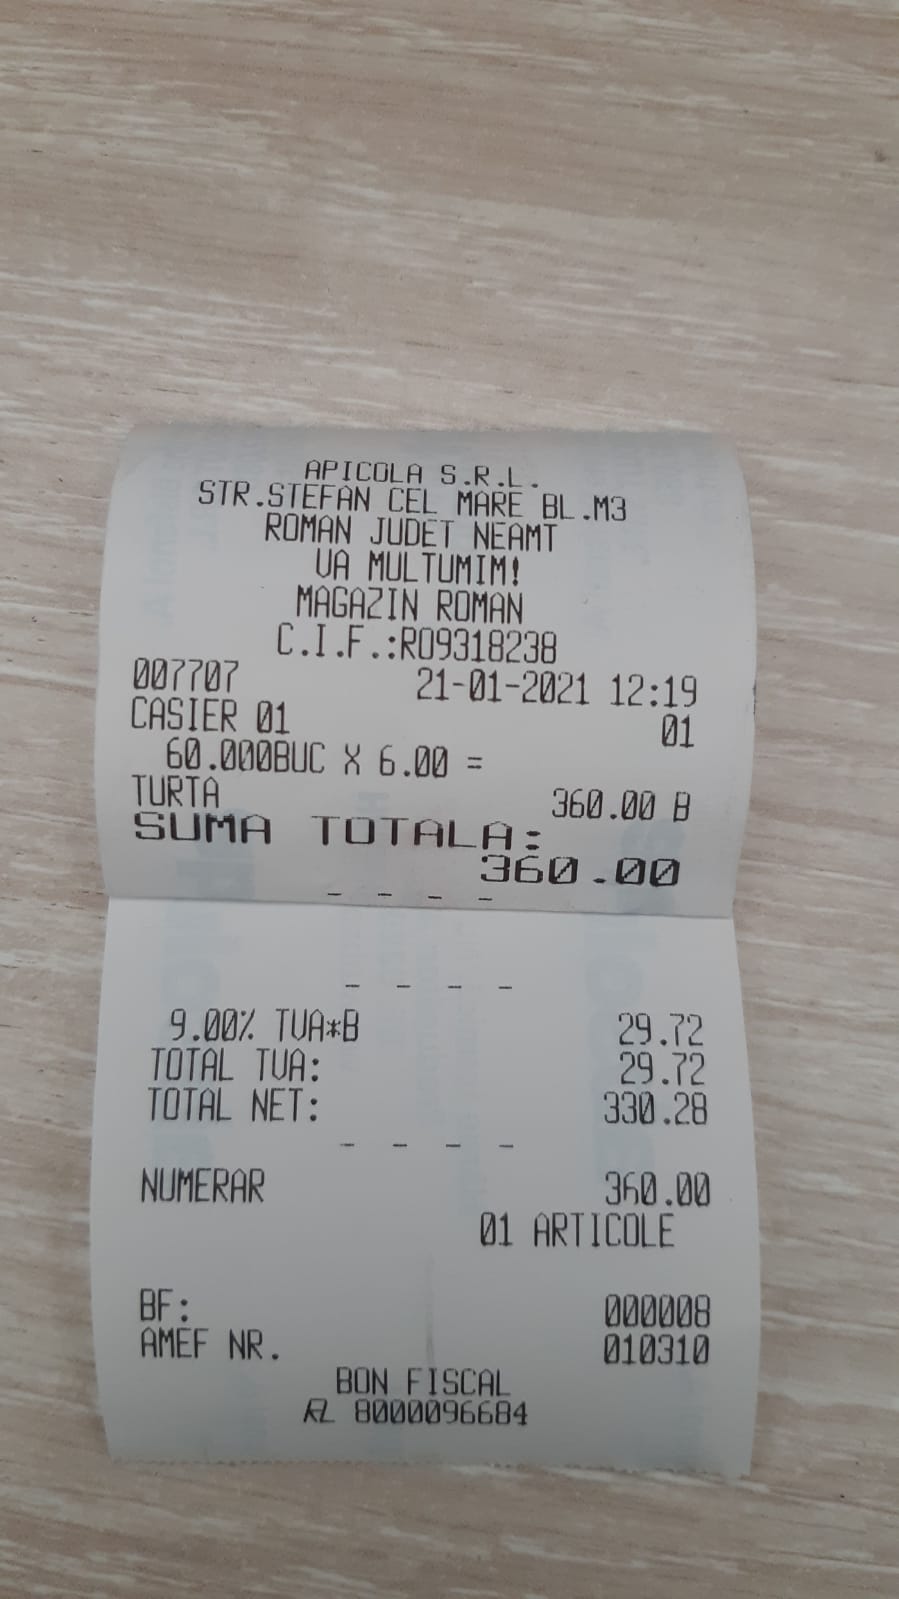 APICOLA S.R.L.
STR.STEFAN CEL MARE BL.M3
ROMAN JUDET NEAMT
VA MULTUMIM!
MAGAZIN ROMAN
C.I.F.:RO9318238
007707 21-01-2021 12:19
CASIER 01 01
60.000BUC X 6.00 =
TURTA 360.00 B
SUMA TOTALA:
360.00
- - - -
- - - -
9.00% TVA*B 29.72
TOTAL TVA: 29.72
TOTAL NET: 330.28
- - - -
NUMERAR 360.00
01 ARTICOLE
BF: 000008
AMEF NR. 010310
BON FISCAL
8000096684